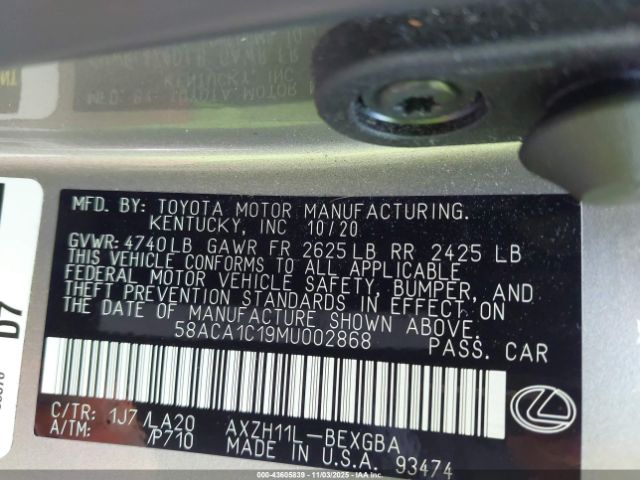 MFD. BY: TOYOTA MOTOR MANUFACTURING.
KENTUCKY, INC 10/20
GVWR: 4740LB GAWR FR 2625LB RR 2425 LB
THIS VEHICLE CONFORMS TO ALL APPLICABLE
FEDERAL MOTOR VEHICLE SAFETY, BUMPER, AND
THEFT PREVENTION STANDARDS IN EFFECT ON
THE DATE OF MANUFACTURE SHOWN ABOVE.
58ACA1C19MU002868 PASS. CAR
C/TR: 1J7/LA20 AXZH11L-BEXGBA
A/TM: /P710 MADE IN U.S.A. 93474
D7
#43605839 - 11/03/2025 - IAAI.COM